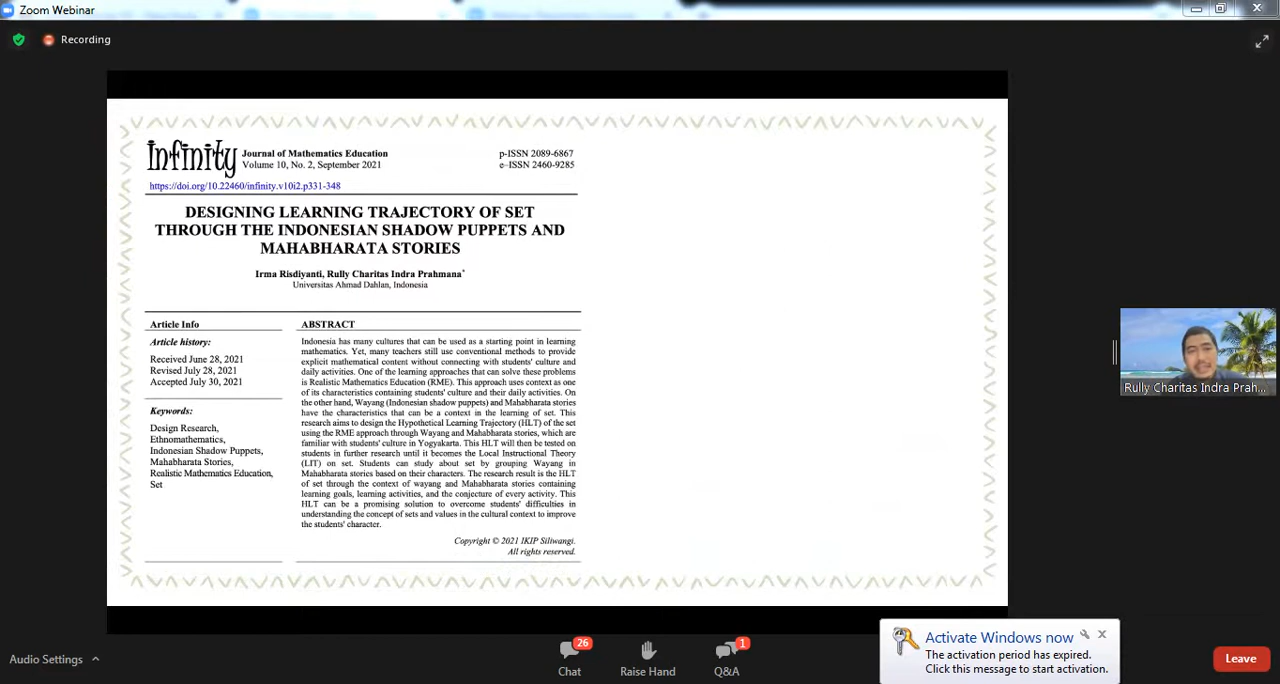 Zoom Webinar
Recording
Infinity
Journal of Mathematics Education
Volume 10, No. 2, September 2021
p-ISSN 2089-6867
e-ISSN 2460-9285
https://doi.org/10.22460/infinity.v10i2.p331-348
DESIGNING LEARNING TRAJECTORY OF SET
THROUGH THE INDONESIAN SHADOW PUPPETS AND
MAHABHARATA STORIES
Irma Risdiyanti, Rully Charitas Indra Prahmana*
Universitas Ahmad Dahlan, Indonesia
Article Info
Article history:
Received June 28, 2021
Revised July 28, 2021
Accepted July 30, 2021
Keywords:
Design Research,
Ethnomathematics,
Indonesian Shadow Puppets,
Mahabharata Stories,
Realistic Mathematics Education,
Set
ABSTRACT
Indonesia has many cultures that can be used as a starting point in learning
mathematics. Yet, many teachers still use conventional methods to provide
explicit mathematical content without connecting with students' culture and
daily activities. One of the learning approaches that can solve these problems
is Realistic Mathematics Education (RME). This approach uses context as one
of its characteristics containing students' culture and their daily activities. On
the other hand, Wayang (Indonesian shadow puppets) and Mahabharata stories
have the characteristics that can be a context in the learning of set. This
research aims to design the Hypothetical Learning Trajectory (HLT) of the set
using the RME approach through Wayang and Mahabharata stories, which are
familiar with students' culture in Yogyakarta. This HLT will then be tested on
students in further research until it becomes the Local Instructional Theory
(LIT) on set. Students can study about set by grouping Wayang in
Mahabharata stories based on their characters. The research result is the HLT
of set through the context of wayang and Mahabharata stories containing
learning goals, learning activities, and the conjecture of every activity. This
HLT can be a promising solution to overcome students' difficulties in
understanding the concept of sets and values in the cultural context to improve
the students' character.
Copyright © 2021 IKIP Siliwangi.
All rights reserved.
Rully Charitas Indra Prah...
Activate Windows now
The activation period has expired.
Click this message to start activation.
Audio Settings
26
Chat
Raise Hand
1
Q&A
Leave